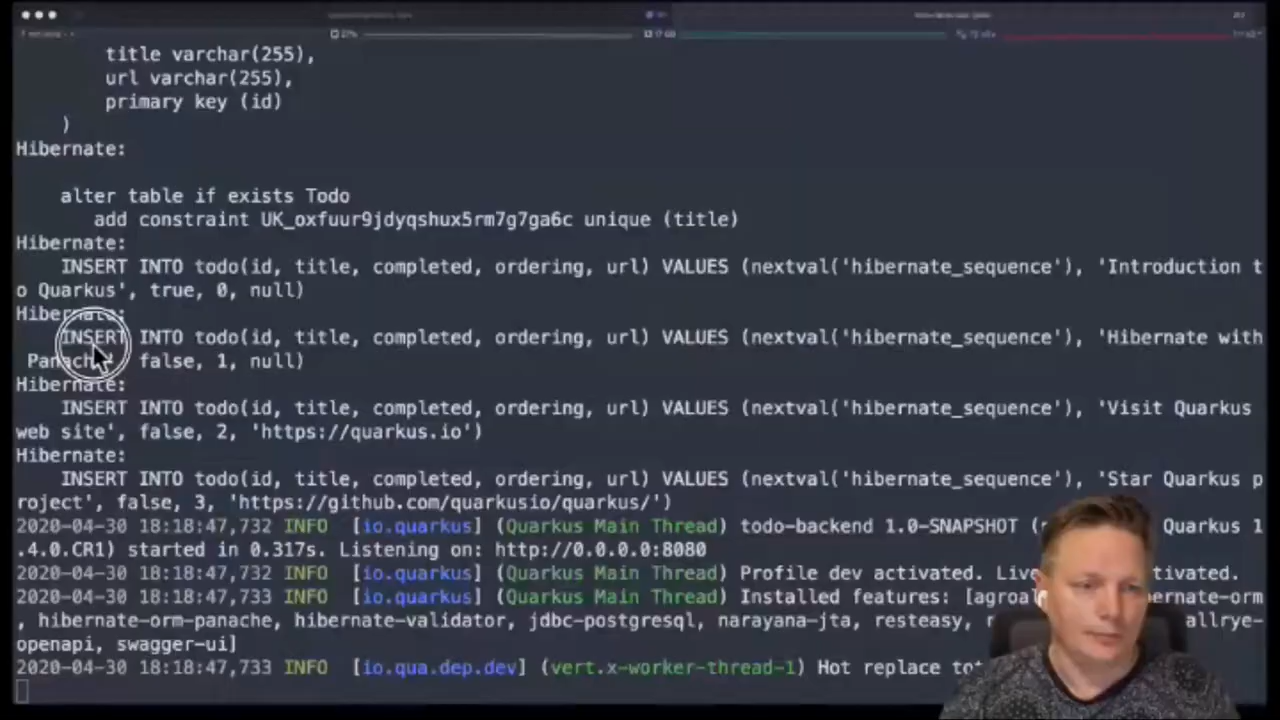 title varchar(255),
url varchar(255),
primary key (id)
)
Hibernate:
alter table if exists Todo
add constraint UK_oxfuur9jdyqshux5rm7g7ga6c unique (title)
Hibernate:
INSERT INTO todo(id, title, completed, ordering, url) VALUES (nextval('hibernate_sequence'), 'Introduction t
o Quarkus', true, 0, null)
Hibernate:
INSERT INTO todo(id, title, completed, ordering, url) VALUES (nextval('hibernate_sequence'), 'Hibernate with
Panache', false, 1, null)
Hibernate:
INSERT INTO todo(id, title, completed, ordering, url) VALUES (nextval('hibernate_sequence'), 'Visit Quarkus
web site', false, 2, 'https://quarkus.io')
Hibernate:
INSERT INTO todo(id, title, completed, ordering, url) VALUES (nextval('hibernate_sequence'), 'Star Quarkus p
roject', false, 3, 'https://github.com/quarkusio/quarkus/')
2020-04-30 18:18:47,732 INFO [io.quarkus] (Quarkus Main Thread) todo-backend 1.0-SNAPSHOT ( Quarkus 1
.4.0.CR1) started in 0.317s. Listening on: http://0.0.0.0:8080
2020-04-30 18:18:47,732 INFO [io.quarkus] (Quarkus Main Thread) Profile dev activated. Live tivated.
2020-04-30 18:18:47,733 INFO [io.quarkus] (Quarkus Main Thread) Installed features: [agroal bernate-orm
, hibernate-orm-panache, hibernate-validator, jdbc-postgresql, narayana-jta, resteasy, allrye-
openapi, swagger-ui]
2020-04-30 18:18:47,733 INFO [io.qua.dep.dev] (vert.x-worker-thread-1) Hot replace